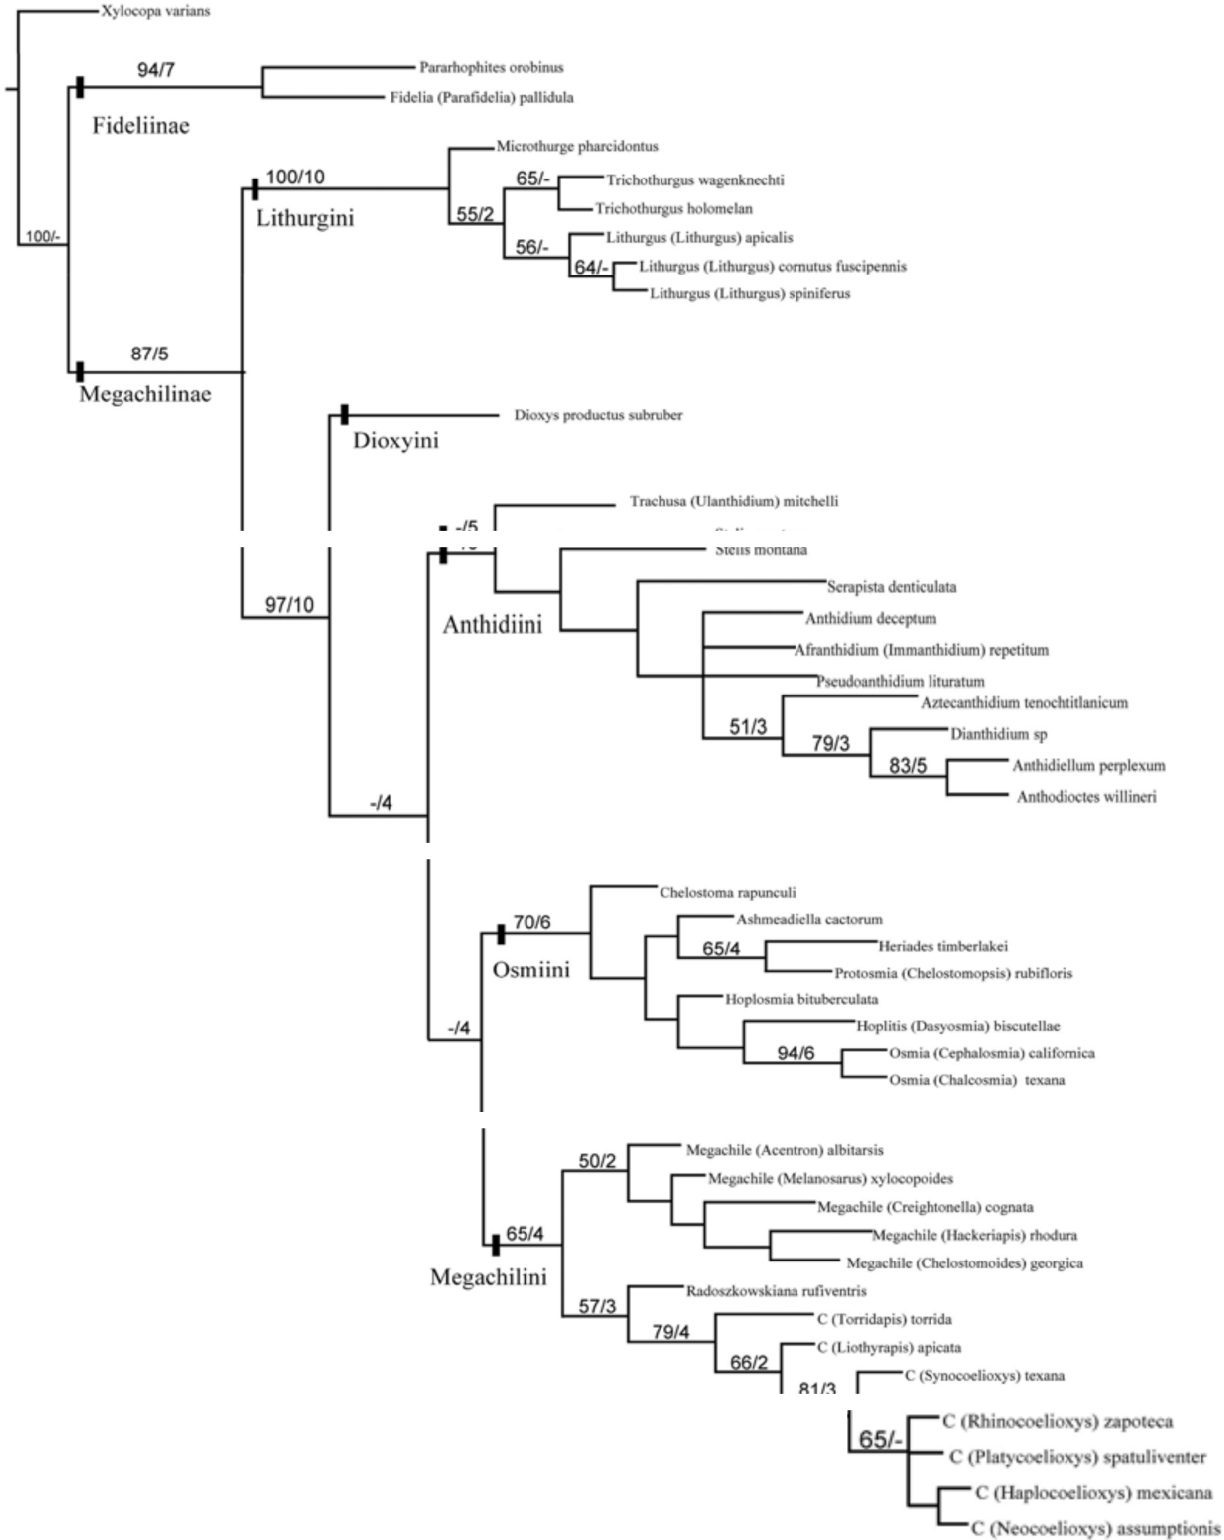 Xylocopa varians
94/7
Pararhophites orobinus
Fidelia (Parafidelia) pallidula
Fideliinae
Microthurge pharcidontus
100/10
65/-
Trichothurgus wagenknechti
Lithurgini
55/2
Trichothurgus holomelan
100/-
56/-
Lithurgus (Lithurgus) apicalis
64/-
Lithurgus (Lithurgus) cornutus fuscipennis
Lithurgus (Lithurgus) spiniferus
87/5
Megachilinae
Dioxys productus subruber
Dioxyini
Trachusa (Ulanthidium) mitchelli
-/5
Stelis montana
Serapista denticulata
97/10
Anthidiini
Anthidium deceptum
Afranthidium (Immanthidium) repetitum
Pseudoanthidium lituratum
Aztecanthidium tenochtitlanicum
51/3
79/3
Dianthidium sp
83/5
Anthidiellum perplexum
Anthodioctes willineri
-/4
Chelostoma rapunculi
70/6
Ashmeadiella cactorum
65/4
Heriades timberlakei
Osmiini
Protosmia (Chelostomopsis) rubifloris
Hoplosmia bituberculata
-/4
Hoplitis (Dasyosmia) biscutellae
94/6
Osmia (Cephalosmia) californica
Osmia (Chalcosmia) texana
Megachile (Acentron) albitarsis
50/2
Megachile (Melanosarus) xylocopoides
Megachile (Creightonella) cognata
65/4
Megachile (Hackeriapis) rhodura
Megachile (Chelostomoides) georgica
Megachilini
Radoszkowskiana rufiventris
57/3
C (Torridapis) torrida
79/4
C (Liothyrapis) apicata
66/2
C (Synocoelioxys) texana
81/3
C (Rhinocoelioxys) zapoteca
65/-
C (Platycoelioxys) spatuliventer
C (Haplocoelioxys) mexicana
C (Neocoelioxys) assumptionis